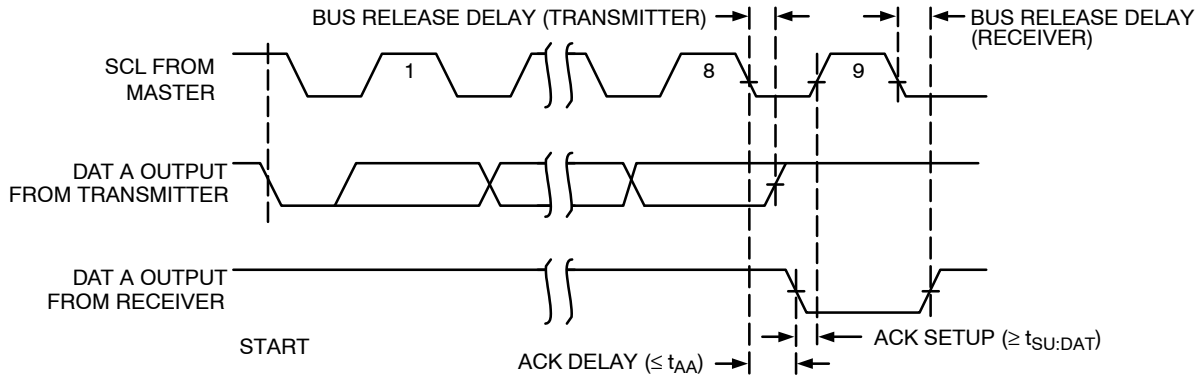 BUS RELEASE DELAY (TRANSMITTER)
BUS RELEASE DELAY
(RECEIVER)
SCL FROM
MASTER
1
8
9
DAT A OUTPUT
FROM TRANSMITTER
DAT A OUTPUT
FROM RECEIVER
START
ACK SETUP (≥ tSU:DAT)
ACK DELAY (≤ tAA)